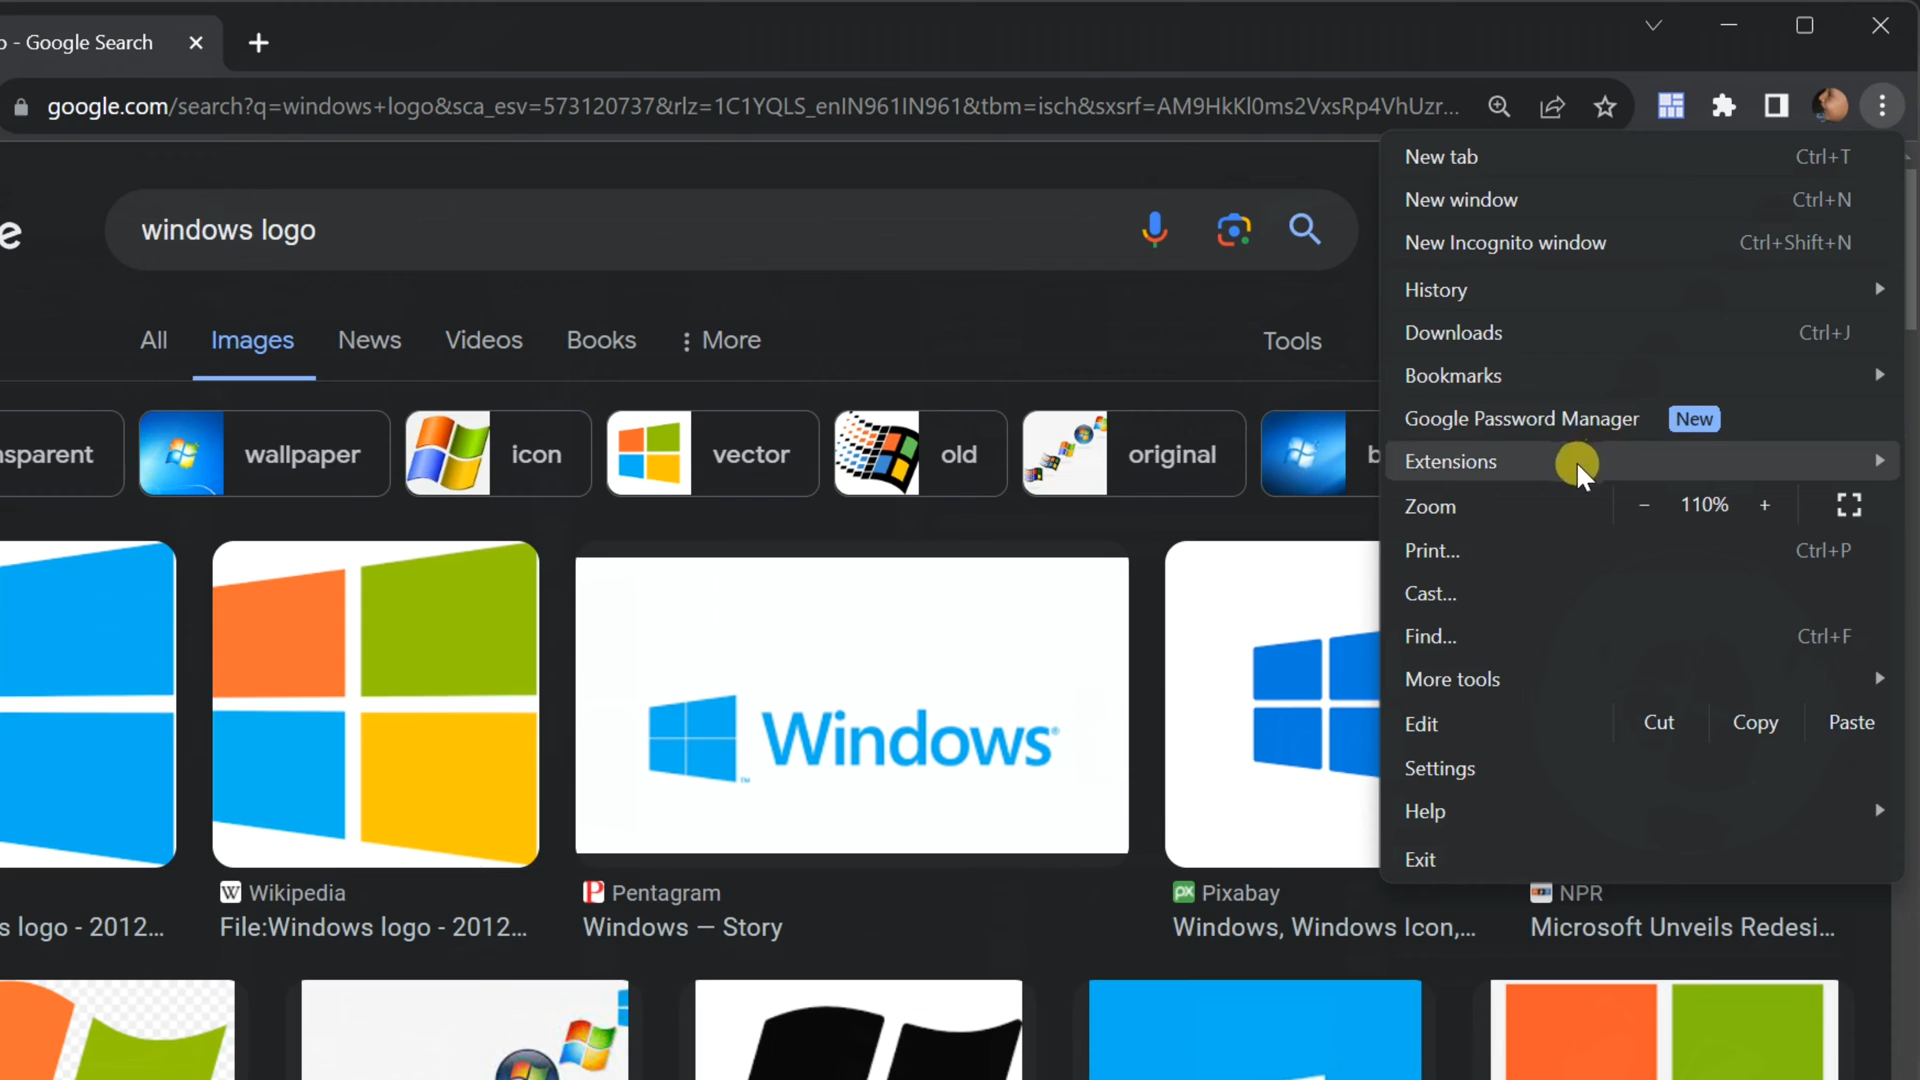 o - Google Search
google.com/search?q=windows+logo&sca_esv=573120737&rlz=1C1YQLS_enIN961IN961&tbm=isch&sxsrf=AM9HkKl0ms2VxsRp4VhUzr...
e
windows logo
All Images News Videos Books More Tools
nsparent wallpaper icon vector old original b
Windows®
™
Wikipedia
File:Windows logo - 2012...
Pentagram
Windows — Story
Pixabay
Windows, Windows Icon,...
NPR
Microsoft Unveils Redesi...
s logo - 2012...
New tab Ctrl+T
New window Ctrl+N
New Incognito window Ctrl+Shift+N
History
Downloads Ctrl+J
Bookmarks
Google Password Manager New
Extensions
Zoom − 110% +
Print... Ctrl+P
Cast...
Find... Ctrl+F
More tools
Edit Cut Copy Paste
Settings
Help
Exit